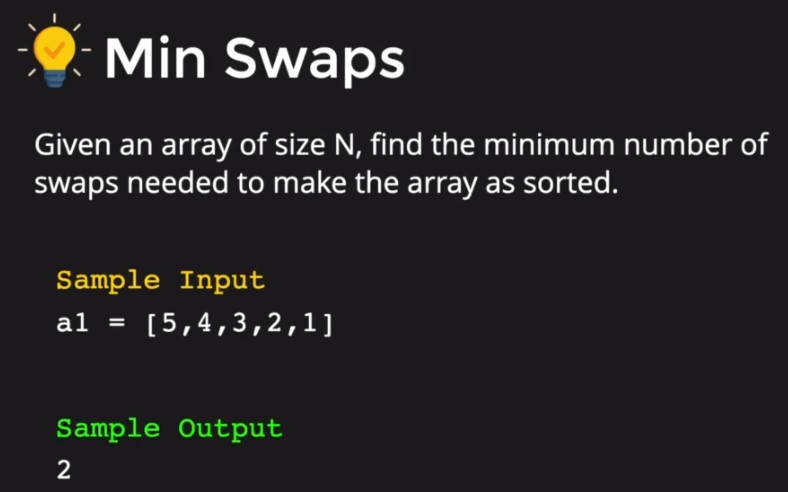 Min Swaps
Given an array of size N, find the minimum number of
swaps needed to make the array as sorted.
Sample Input
a1 = [5,4,3,2,1]
Sample Output
2